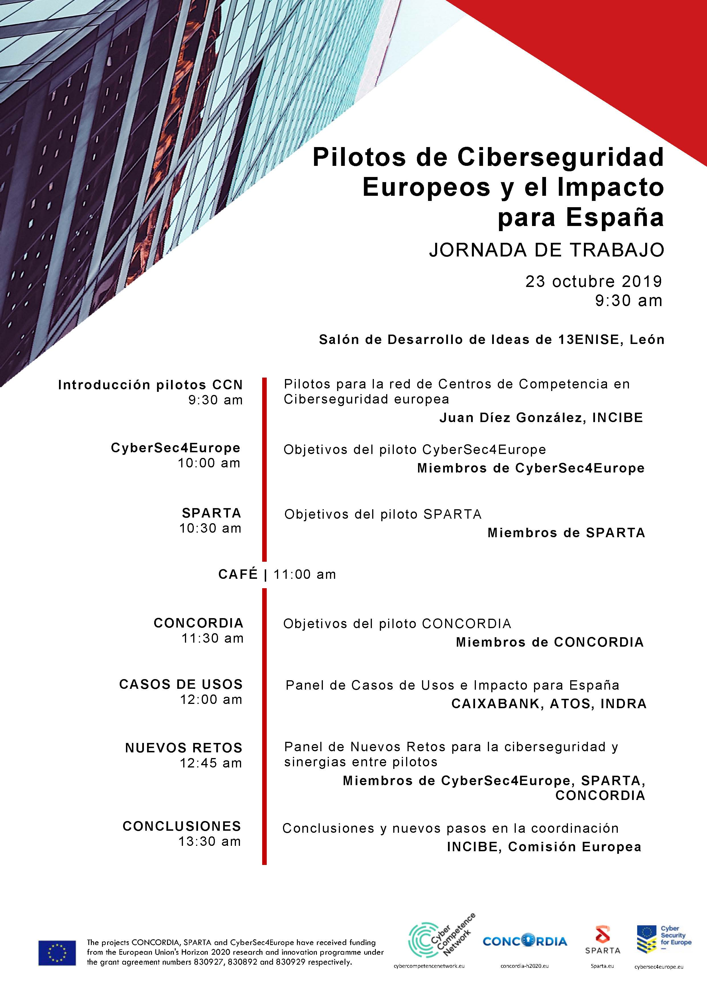 Pilotos de Ciberseguridad
Europeos y el Impacto
para España
JORNADA DE TRABAJO
23 octubre 2019
9:30 am
Salón de Desarrollo de Ideas de 13ENISE, León
Introducción pilotos CCN
9:30 am
Pilotos para la red de Centros de Competencia en
Ciberseguridad europea
Juan Díez González, INCIBE
CyberSec4Europe
10:00 am
Objetivos del piloto CyberSec4Europe
Miembros de CyberSec4Europe
SPARTA
10:30 am
Objetivos del piloto SPARTA
Miembros de SPARTA
CAFÉ | 11:00 am
CONCORDIA
11:30 am
Objetivos del piloto CONCORDIA
Miembros de CONCORDIA
CASOS DE USOS
12:00 am
Panel de Casos de Usos e Impacto para España
CAIXABANK, ATOS, INDRA
NUEVOS RETOS
12:45 am
Panel de Nuevos Retos para la ciberseguridad y
sinergias entre pilotos
Miembros de CyberSec4Europe, SPARTA,
CONCORDIA
CONCLUSIONES
13:30 am
Conclusiones y nuevos pasos en la coordinación
INCIBE, Comisión Europea
The projects CONCORDIA, SPARTA and CyberSec4Europe have received funding
from the European Union's Horizon 2020 research and innovation programme under
the grant agreement numbers 830927, 830892 and 830929 respectively.
Cyber
Competence
Network
cybercompetencenetwork.eu
CONCORDIA
concordia-h2020.eu
SPARTA
Sparta.eu
Cyber
Security
for Europe
cybersec4europe.eu